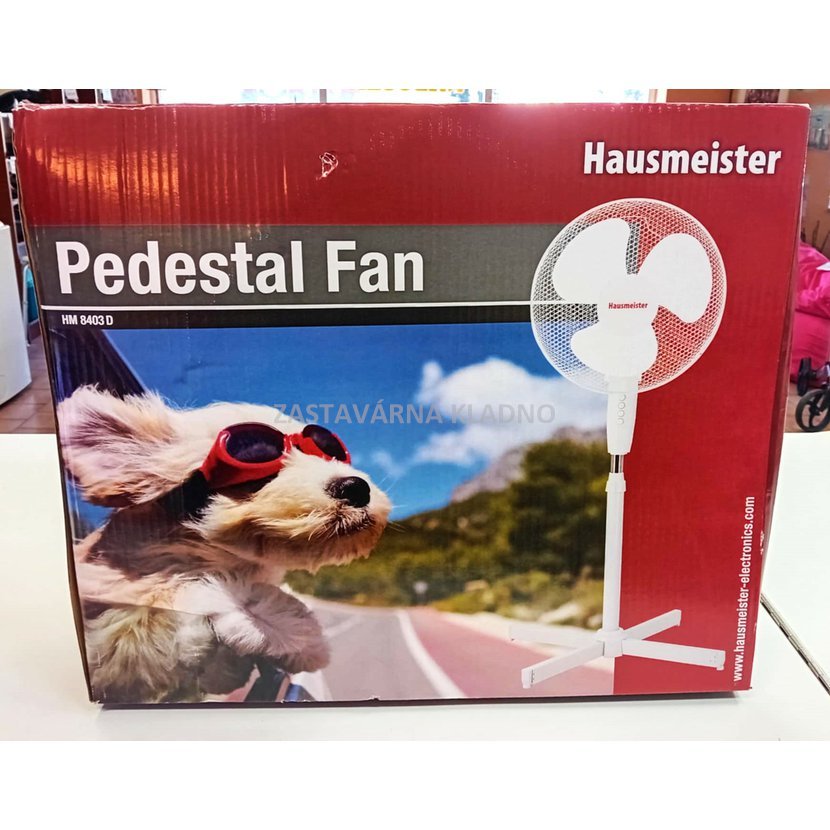 Hausmeister
Pedestal Fan
HM 8403 D
Hausmeister
ZASTAVÁRNA KLADNO
www.hausmeister-electronics.com